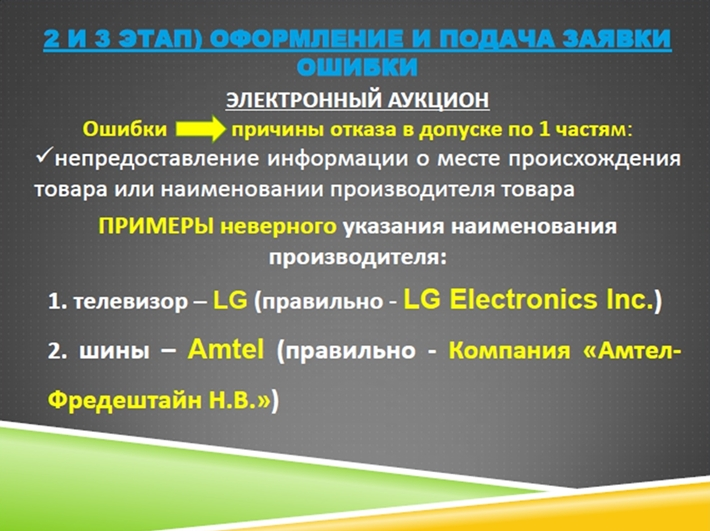 2 И 3 ЭТАП) ОФОРМЛЕНИЕ И ПОДАЧА ЗАЯВКИ
ОШИБКИ
ЭЛЕКТРОННЫЙ АУКЦИОН
Ошибки причины отказа в допуске по 1 частям:
✓непредоставление информации о месте происхождения
товара или наименовании производителя товара
ПРИМЕРЫ неверного указания наименования
производителя:
1. телевизор – LG (правильно - LG Electronics Inc.)
2. шины – Amtel (правильно - Компания «Амтел-
Фредештайн Н.В.»)